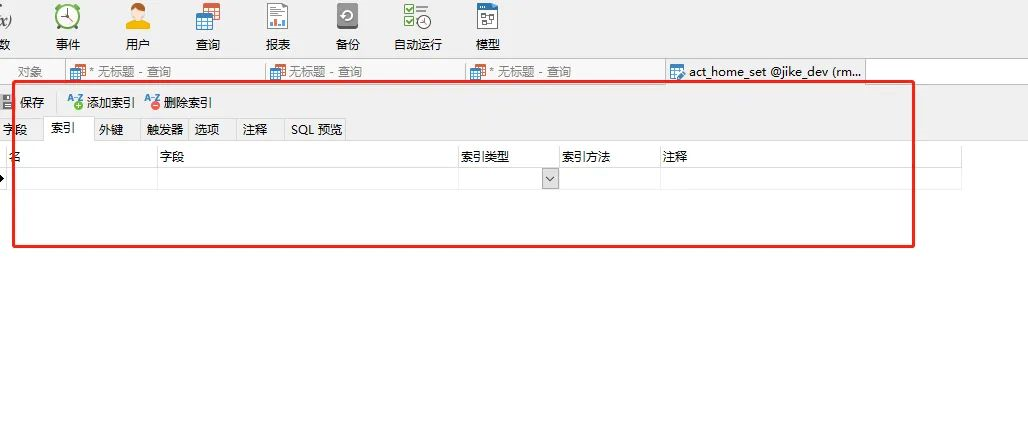 数 事件 用户 查询 报表 备份 自动运行 模型
对象 * 无标题 - 查询 无标题 - 查询 * 无标题 - 查询 act_home_set @jike_dev (rm...
保存 添加索引 删除索引
字段 索引 外键 触发器 选项 注释 SQL 预览
名 字段 索引类型 索引方法 注释